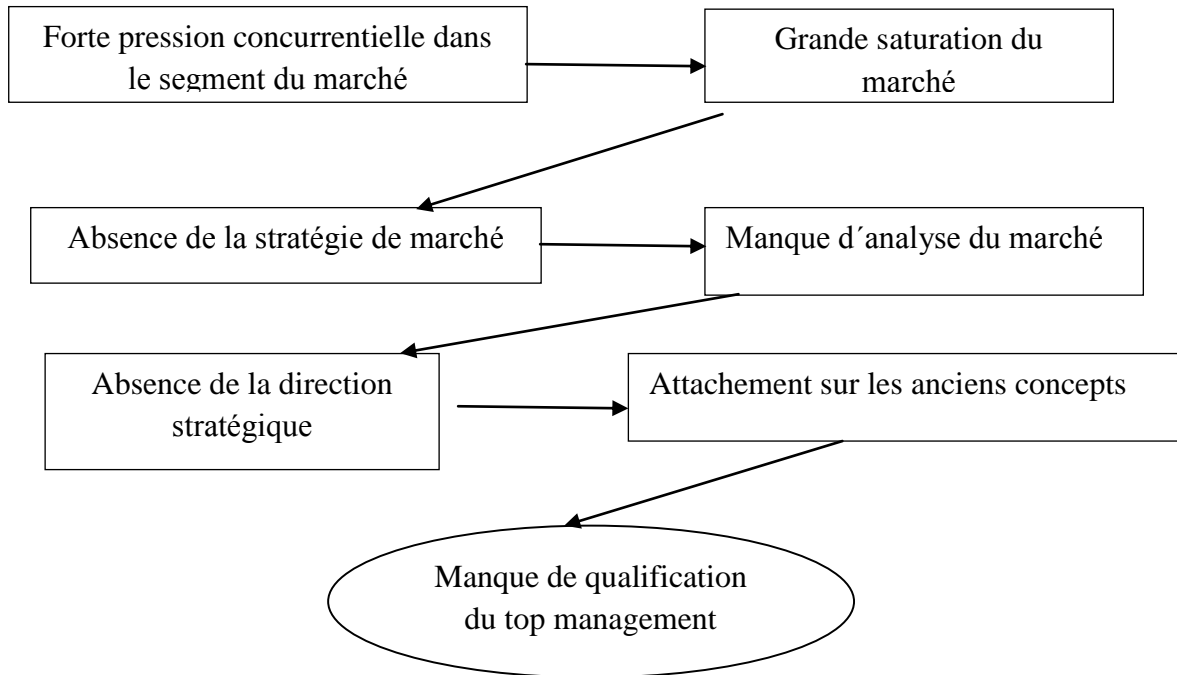 Forte pression concurrentielle dans
le segment du marché
Grande saturation du
marché
Absence de la stratégie de marché
Manque d´analyse du marché
Absence de la direction
stratégique
Attachement sur les anciens concepts
Manque de qualification
du top management